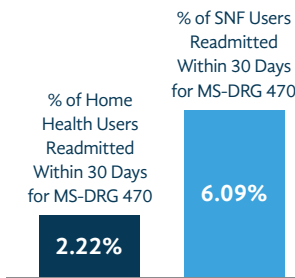 % of Home
Health Users
Readmitted
Within 30 Days
for MS-DRG 470
2.22%
% of SNF Users
Readmitted
Within 30 Days
for MS-DRG 470
6.09%